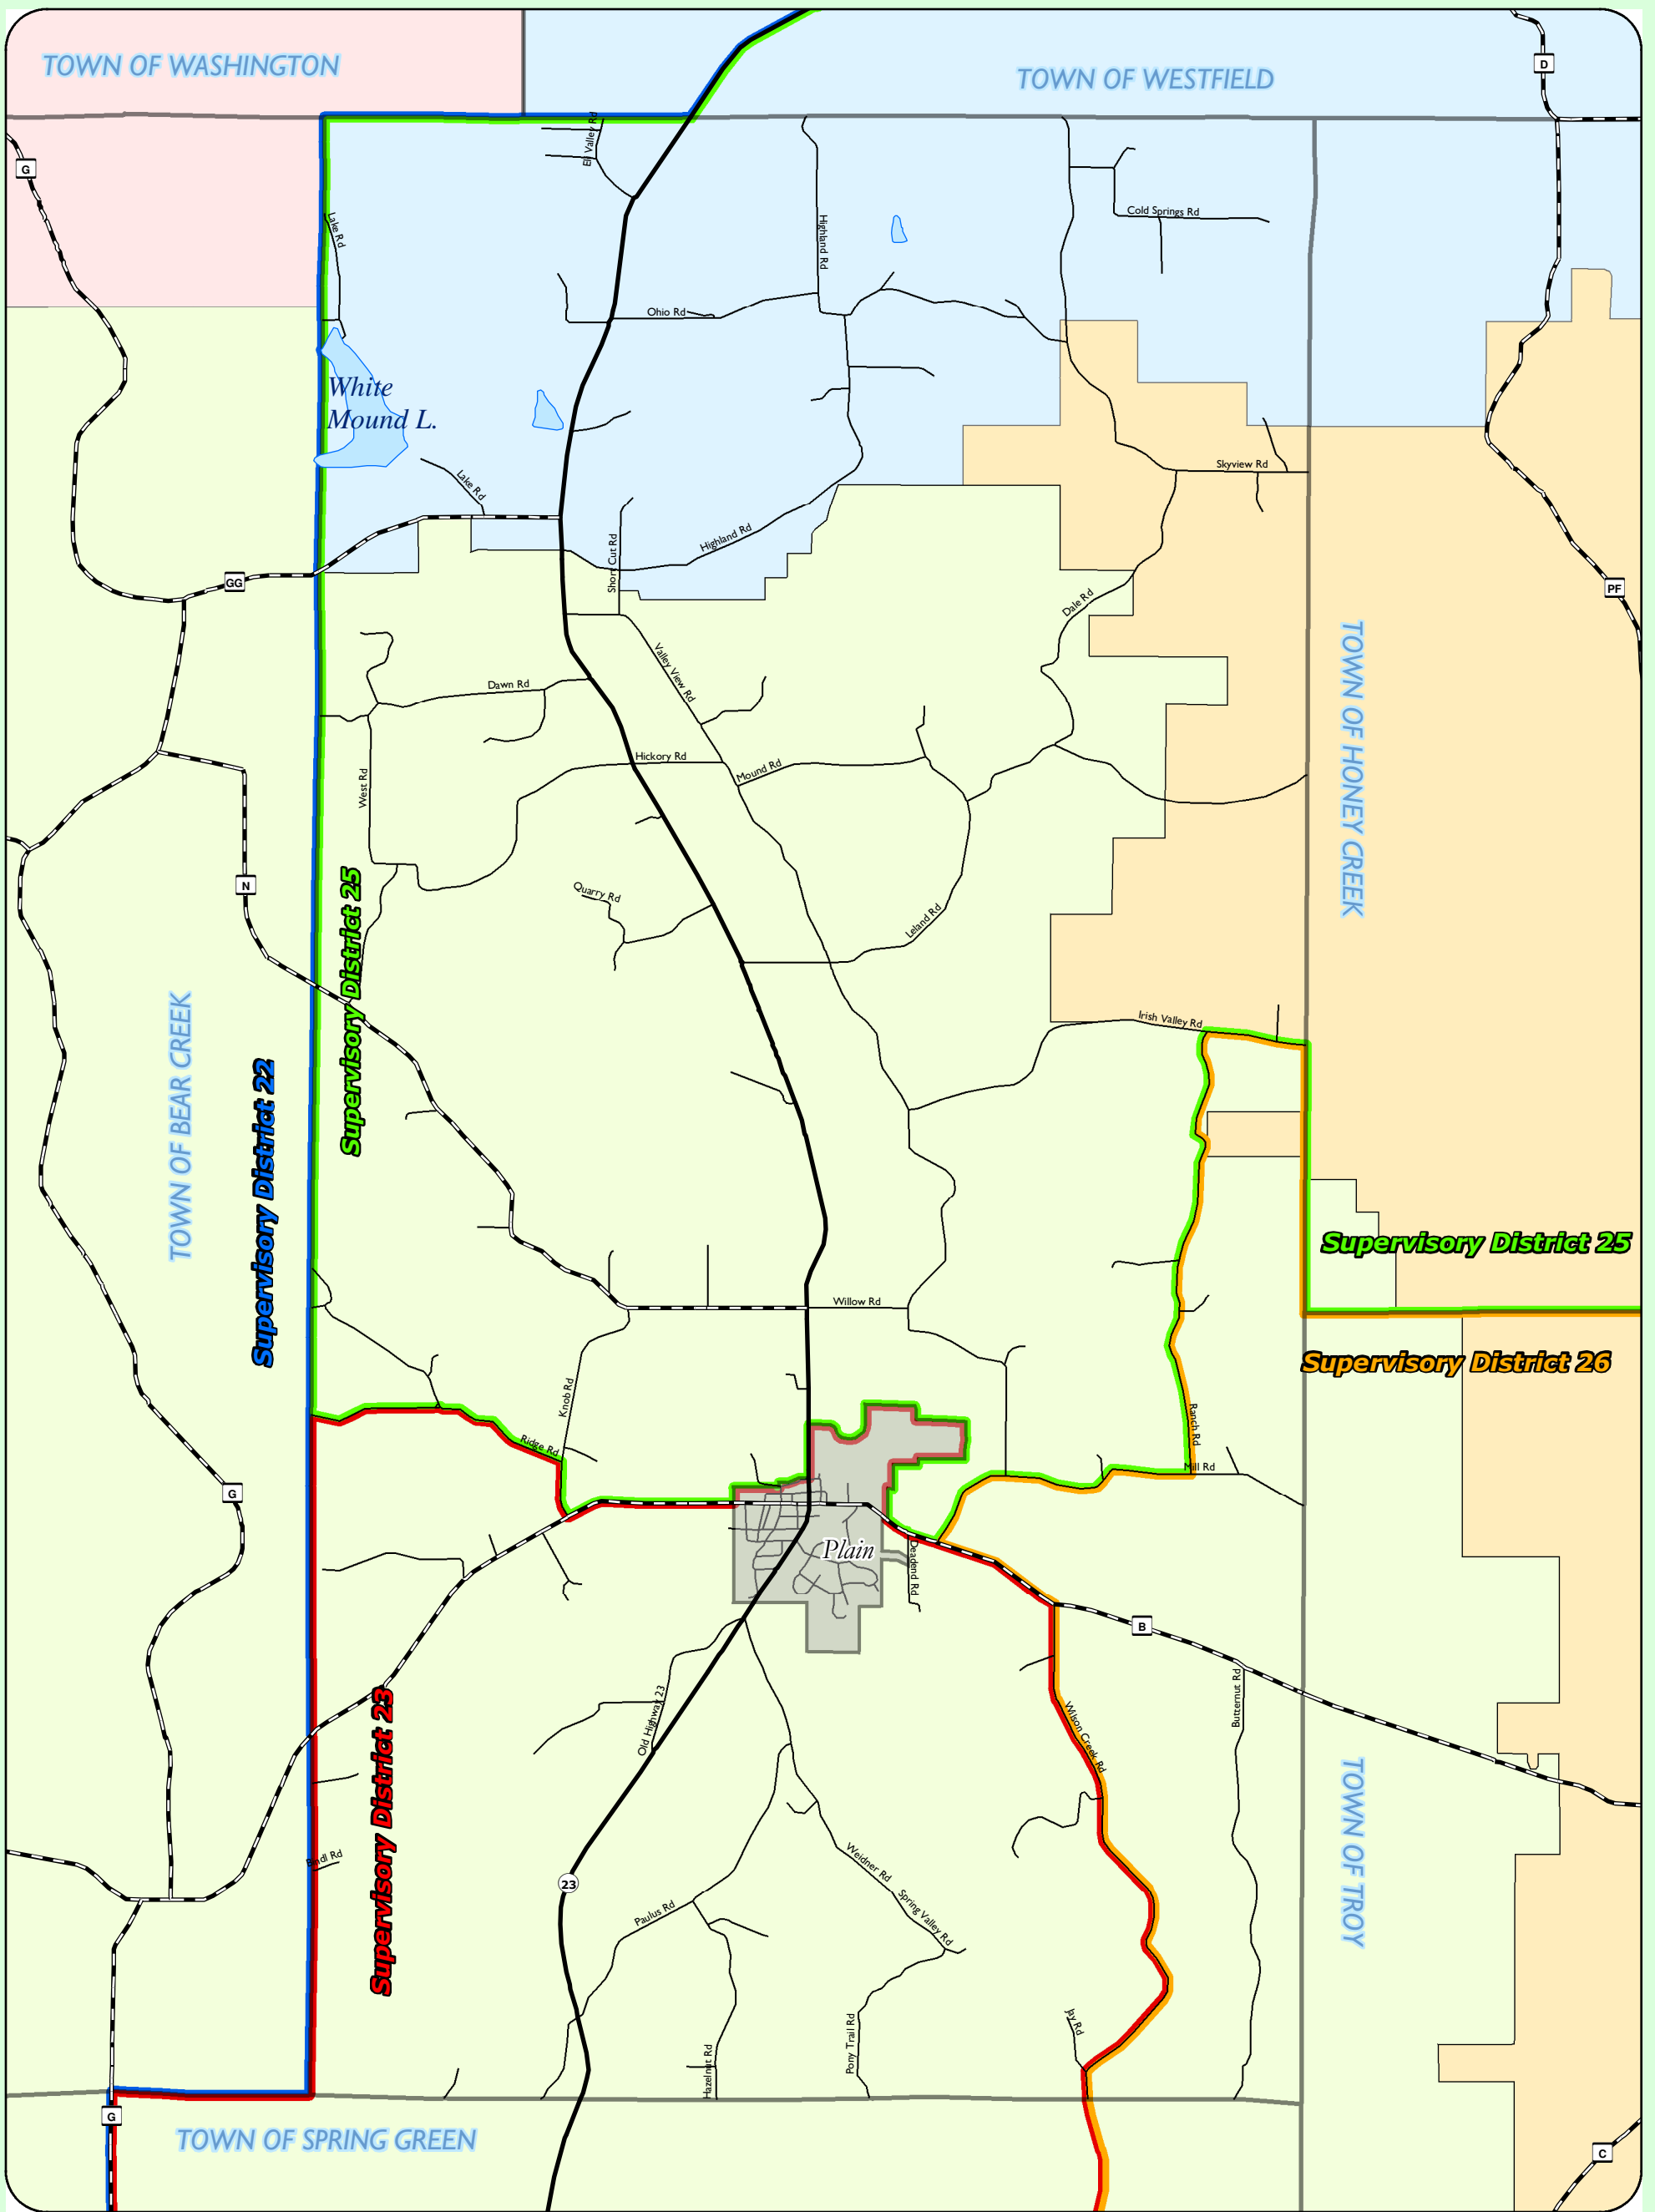 TOWN OF WASHINGTON
TOWN OF WESTFIELD
D
G
Elf Valley Rd
Lake Rd
Highland Rd
Cold Springs Rd
Ohio Rd
White
Mound L.
Skyview Rd
Lake Rd
Short Cut Rd
Highland Rd
GG
PF
Dale Rd
TOWN OF HONEY CREEK
Valley View Rd
Dawn Rd
Hickory Rd
Mound Rd
West Rd
N
Quarry Rd
Leland Rd
Supervisory District 25
TOWN OF BEAR CREEK
Supervisory District 22
Irish Valley Rd
Supervisory District 25
Willow Rd
Supervisory District 26
Knob Rd
Ridge Rd
Ranch Rd
Mill Rd
G
Plain
Deadend Rd
B
Butternut Rd
Old Highway 23
Wilson Creek Rd
Supervisory District 23
TOWN OF TROY
Weidner Rd
23
Spring Valley Rd
Paulus Rd
Jay Rd
Pony Trail Rd
Hazelnut Rd
G
TOWN OF SPRING GREEN
C